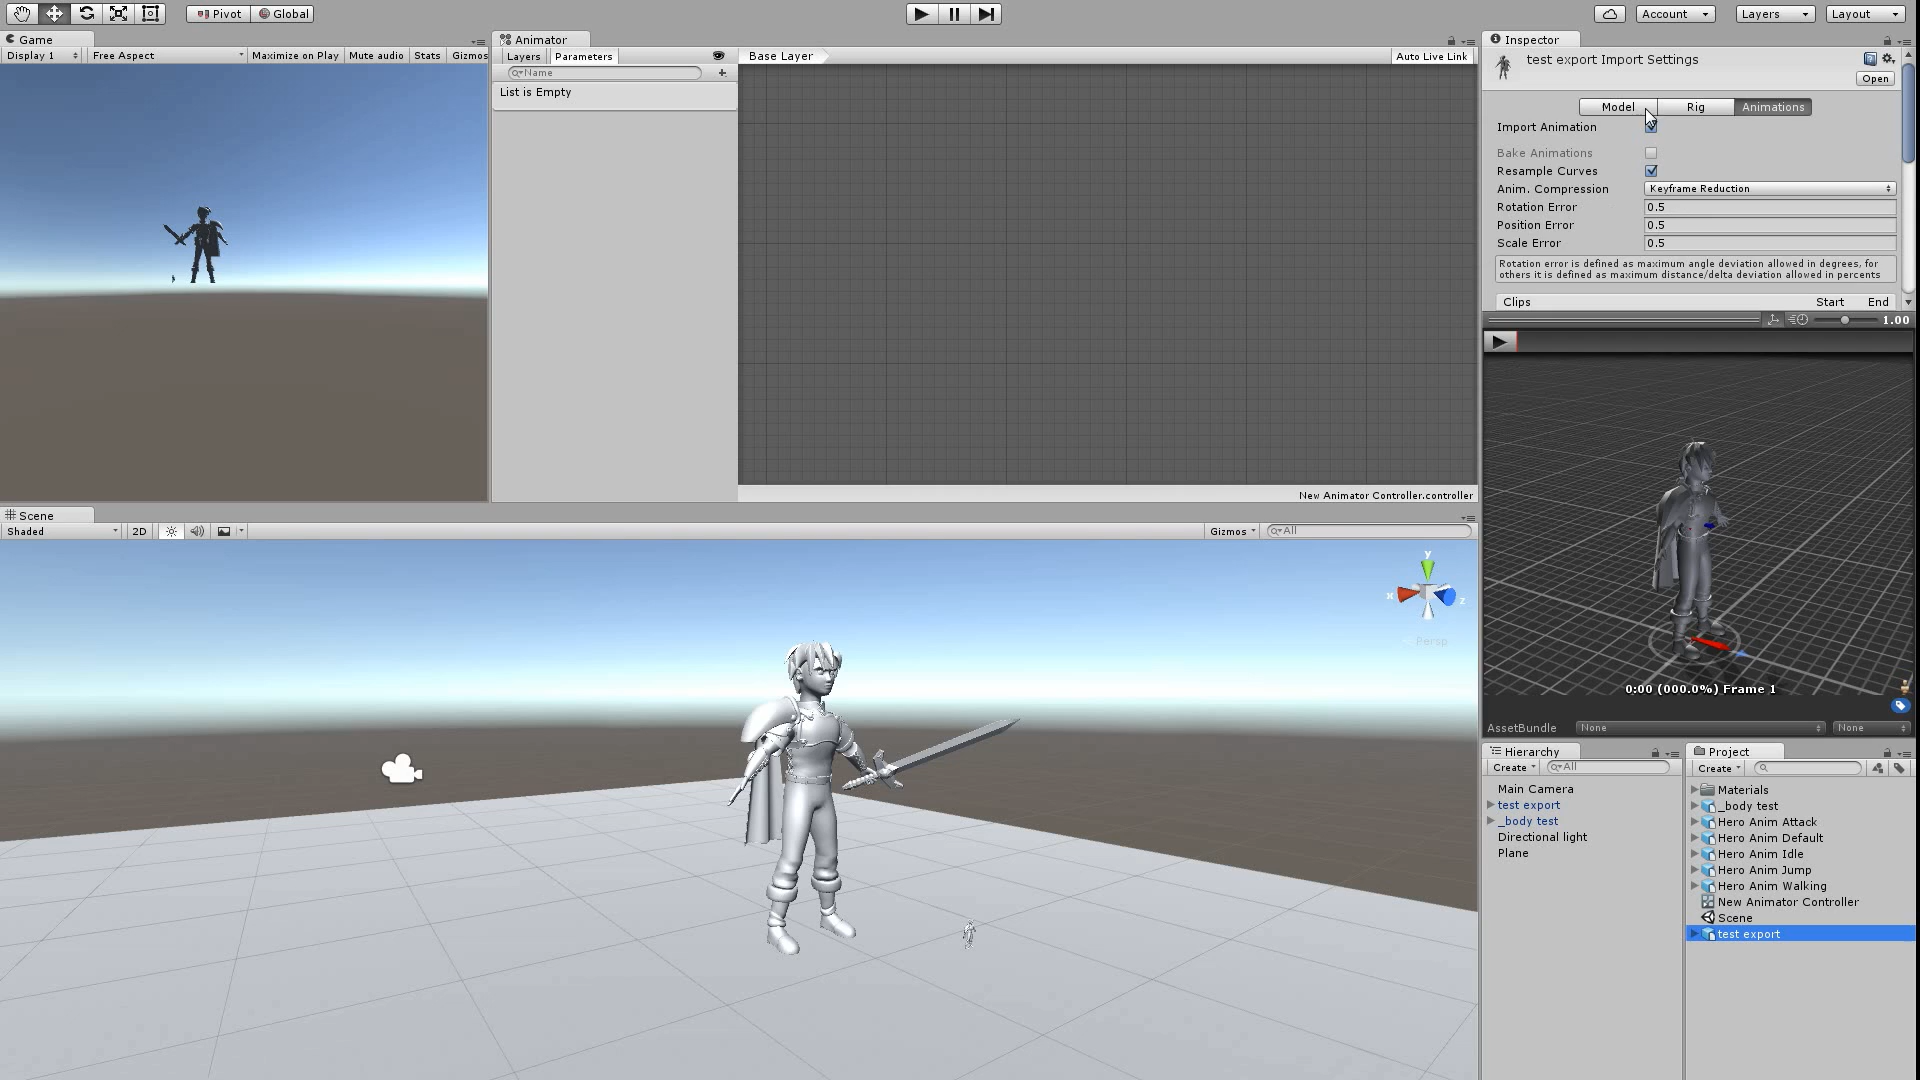 Pivot Global Account Layers Layout
Game
Display 1 Free Aspect Maximize on Play Mute audio Stats Gizmos
Animator
Layers Parameters Base Layer Auto Live Link
Name
List is Empty
New Animator Controller.controller
Scene
Shaded 2D Gizmos All
y
x z
Persp
Inspector
test export Import Settings
Open
Model Rig Animations
Import Animation
Bake Animations
Resample Curves
Anim. Compression Keyframe Reduction
Rotation Error 0.5
Position Error 0.5
Scale Error 0.5
Rotation error is defined as maximum angle deviation allowed in degrees, for
others it is defined as maximum distance/delta deviation allowed in percents
Clips Start End
1.00
0:00 (000.0%) Frame 1
AssetBundle None None
Hierarchy
Create All
Main Camera
test export
_body test
Directional light
Plane
Project
Create
Materials
_body test
Hero Anim Attack
Hero Anim Default
Hero Anim Idle
Hero Anim Jump
Hero Anim Walking
New Animator Controller
Scene
test export